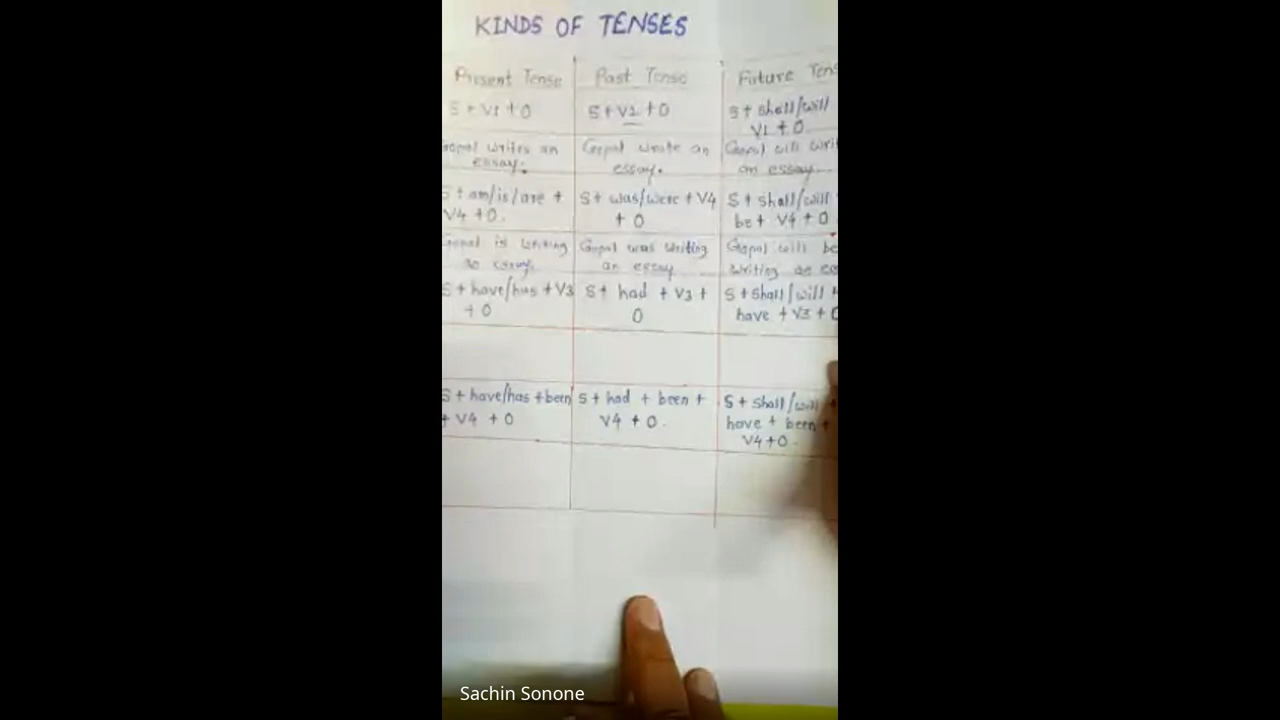 KINDS OF TENSES
Present Tense
Past Tense
Future Tens
S + V1 + O
S + V2 + O
S + shall/will
V1 + O
Gopal writes an
essay.
Gopal wrote an
essay.
Gopal will writ
an essay.
S + am/is/are +
V4 + O.
S + was/were + V4
+ O
S + shall/will
be + V4 + O
Gopal is writing
an essay.
Gopal was writing
an essay
Gopal will be
writing an es
S + have/has + V3
+ O
S + had + V3 +
O
S + shall/will +
have + V3 + O
S + have/has + been
+ V4 + O
S + had + been +
V4 + O.
S + shall/will +
have + been +
V4 + O.
Sachin Sonone